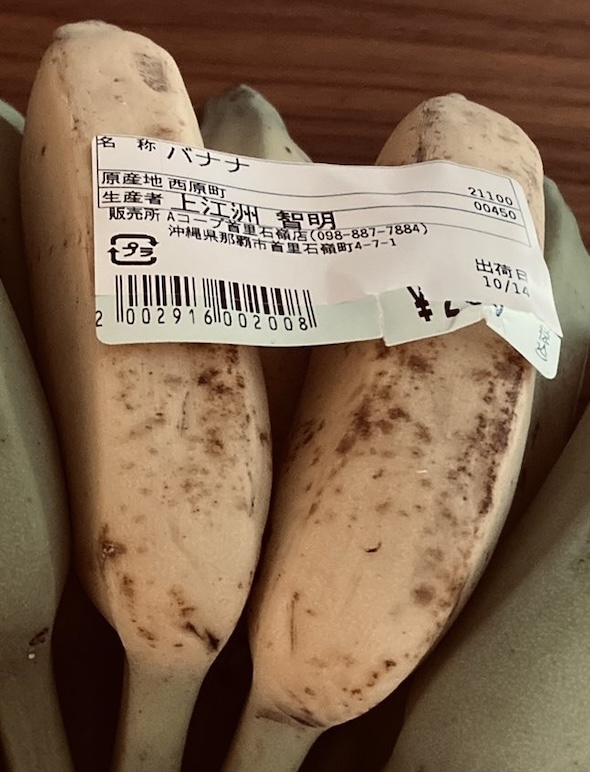 名 称 バナナ
原産地 西原町 21100
生産者 上江洲 智明 00450
販売所 Aコープ首里石嶺店(098-887-7884)
沖縄県那覇市首里石嶺町4-7-1
プラ
出荷日
10/14
2 002916 002008